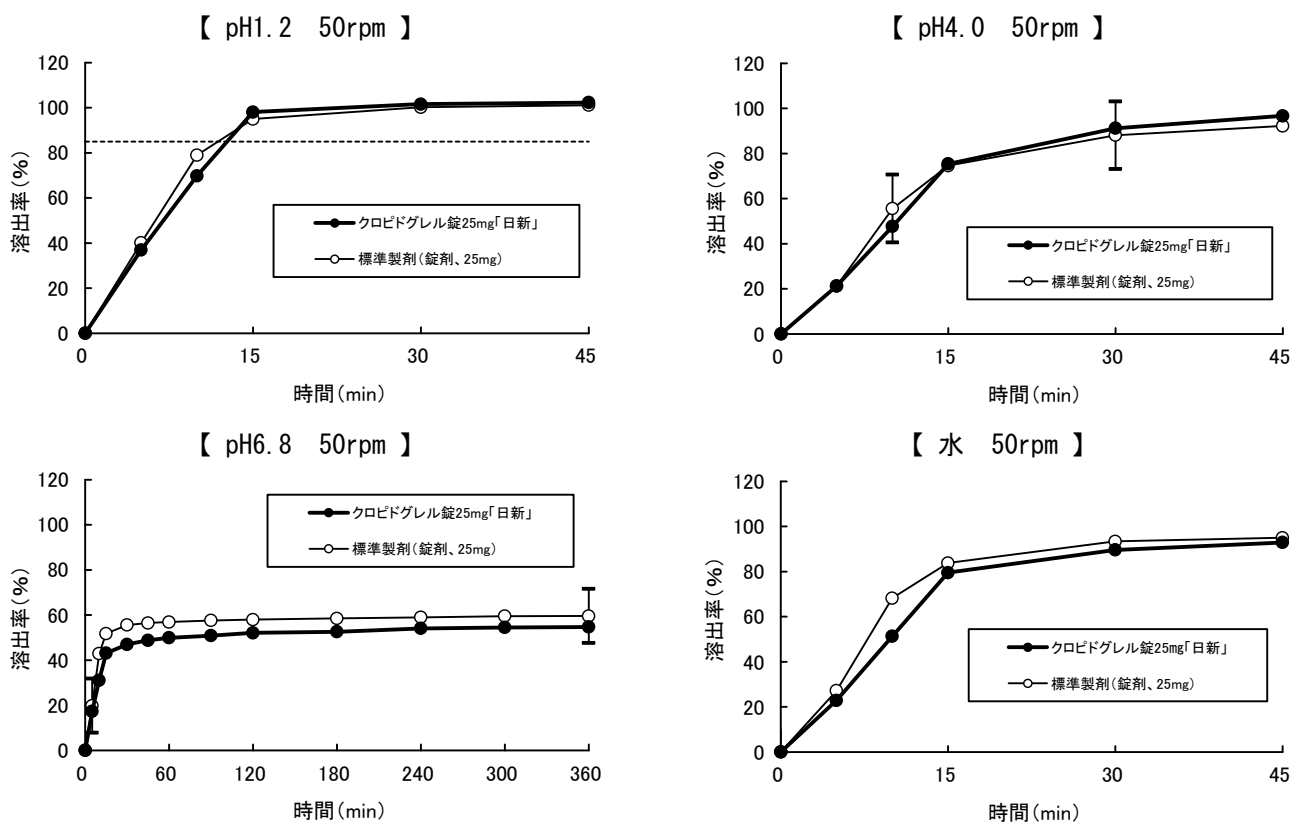 【 pH1.2 50rpm 】
120
100
80
60
40
20
0
溶出率(%)
クロピドグレル錠25mg「日新」
標準製剤(錠剤、25mg)
0 15 30 45
時間(min)
【 pH4.0 50rpm 】
120
100
80
60
40
20
0
溶出率(%)
クロピドグレル錠25mg「日新」
標準製剤(錠剤、25mg)
0 15 30 45
時間(min)
【 pH6.8 50rpm 】
120
100
80
60
40
20
0
溶出率(%)
クロピドグレル錠25mg「日新」
標準製剤(錠剤、25mg)
0 60 120 180 240 300 360
時間(min)
【 水 50rpm 】
120
100
80
60
40
20
0
溶出率(%)
クロピドグレル錠25mg「日新」
標準製剤(錠剤、25mg)
0 15 30 45
時間(min)